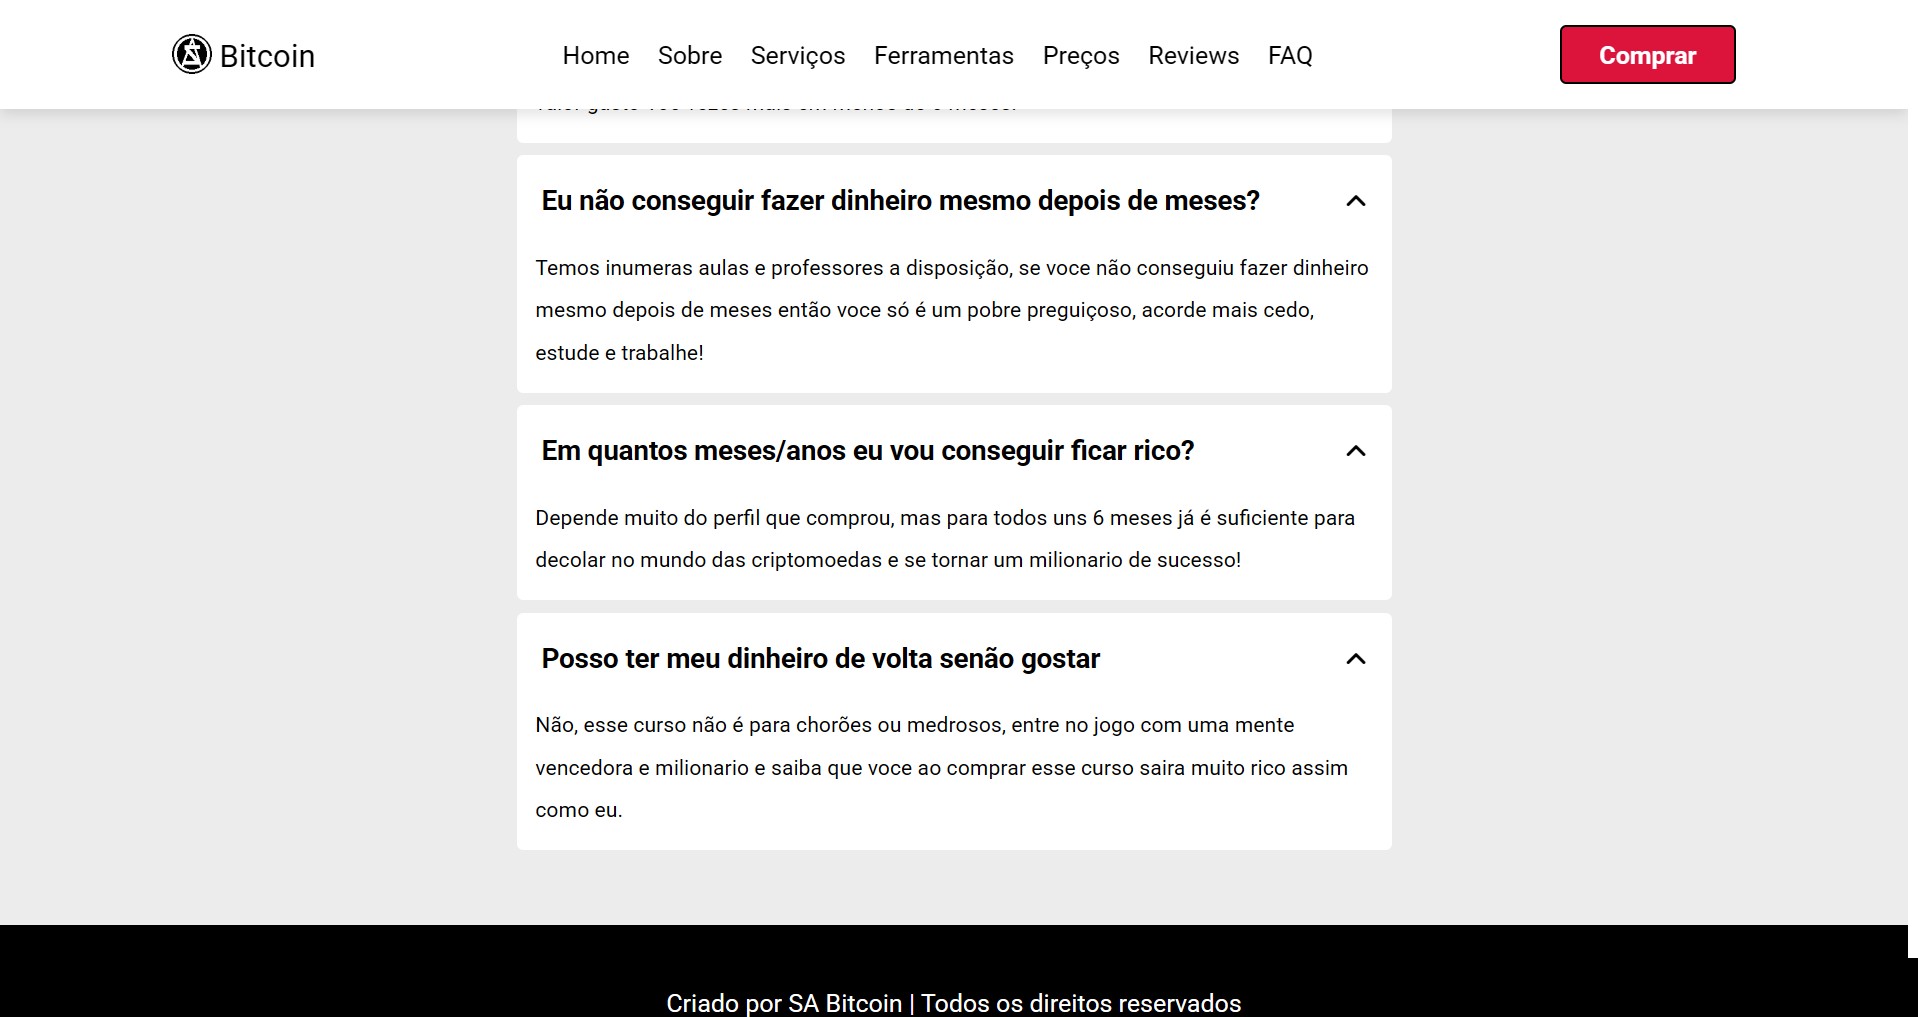 Bitcoin
Home Sobre Serviços Ferramentas Preços Reviews FAQ
Comprar
Eu não conseguir fazer dinheiro mesmo depois de meses?
Temos inumeras aulas e professores a disposição, se voce não conseguiu fazer dinheiro
mesmo depois de meses então voce só é um pobre preguiçoso, acorde mais cedo,
estude e trabalhe!
Em quantos meses/anos eu vou conseguir ficar rico?
Depende muito do perfil que comprou, mas para todos uns 6 meses já é suficiente para
decolar no mundo das criptomoedas e se tornar um milionario de sucesso!
Posso ter meu dinheiro de volta senão gostar
Não, esse curso não é para chorões ou medrosos, entre no jogo com uma mente
vencedora e milionario e saiba que voce ao comprar esse curso saira muito rico assim
como eu.
Criado por SA Bitcoin | Todos os direitos reservados